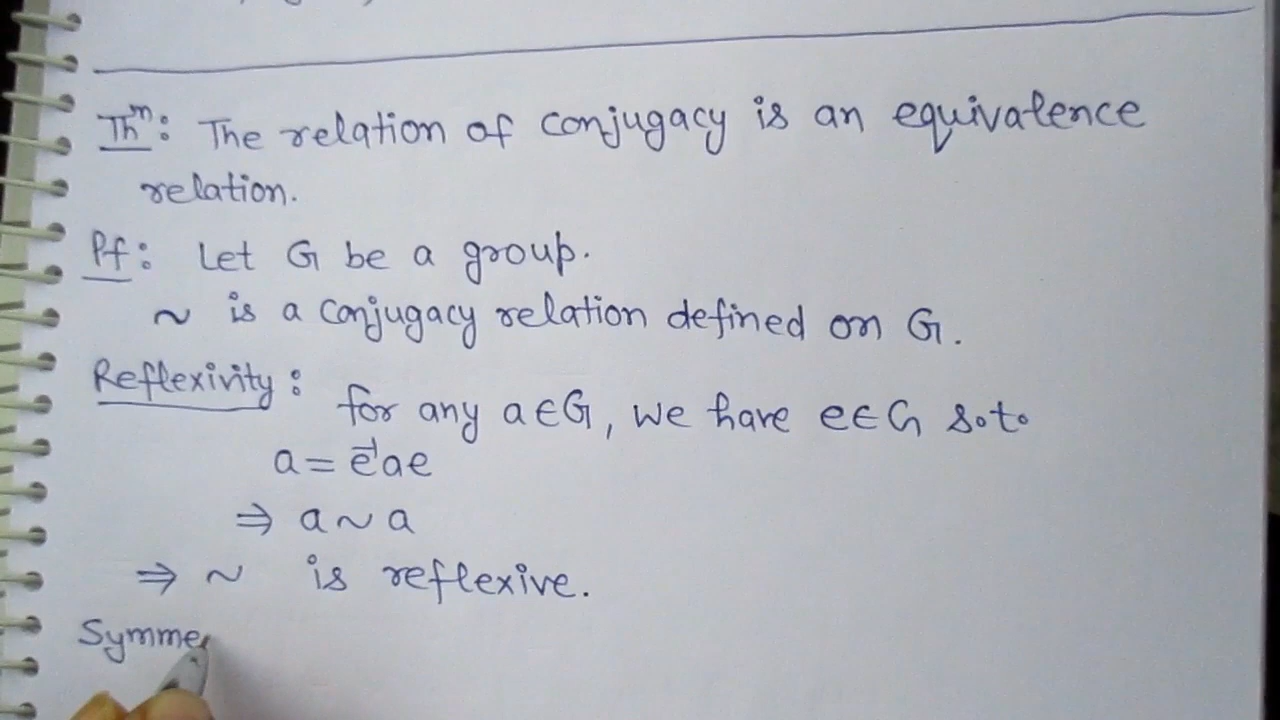 Thᵐ: The relation of conjugacy is an equivalence
relation.
Pf: Let G be a group.
~ is a conjugacy relation defined on G.
Reflexivity: for any a∈G, we have e∈G s.t.
a = e⁻¹ae
⇒ a ~ a
⇒ ~ is reflexive.
Symme